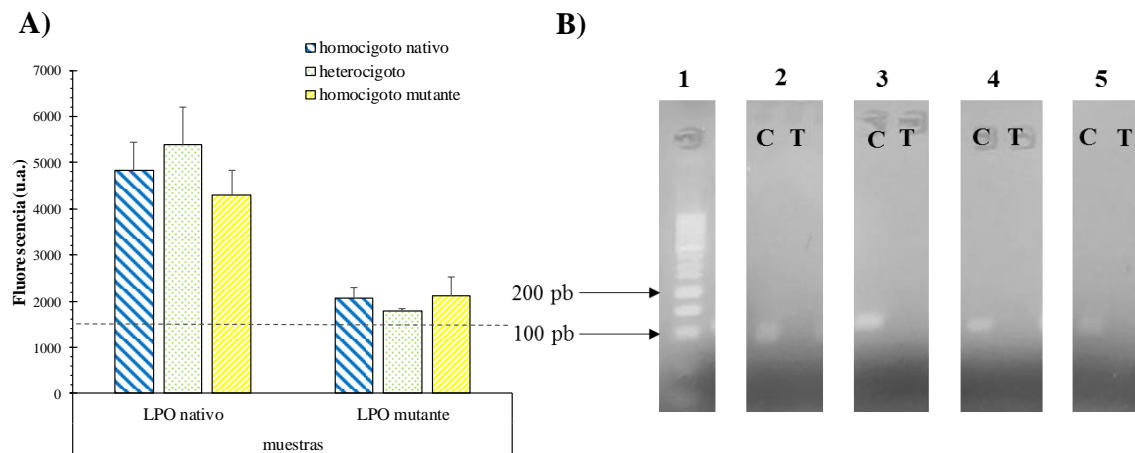 A)
homocigoto nativo
heterocigoto
homocigoto mutante
7000
6000
5000
4000
3000
2000
1000
0
Fluorescencia (u.a.)
LPO nativo LPO mutante
muestras
B)
1 2 3 4 5
C T C T C T C T
200 pb
100 pb